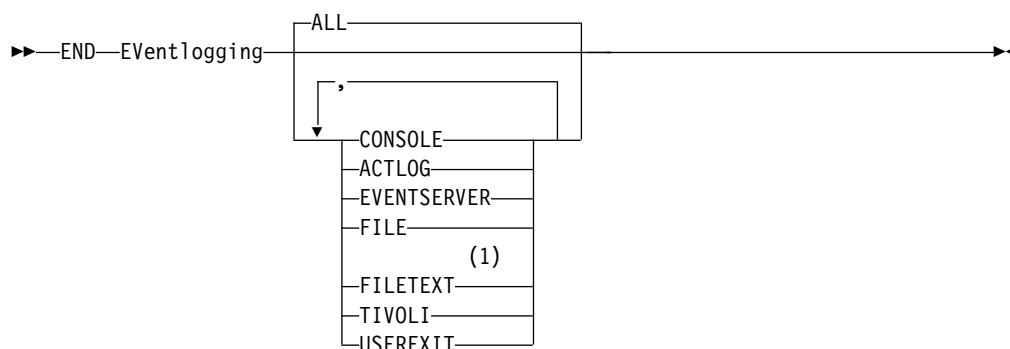 ALL
END EVentlogging
,
CONSOLE
ACTLOG
EVENTSERVER
FILE
(1)
FILETEXT
TIVOLI
USEREXIT